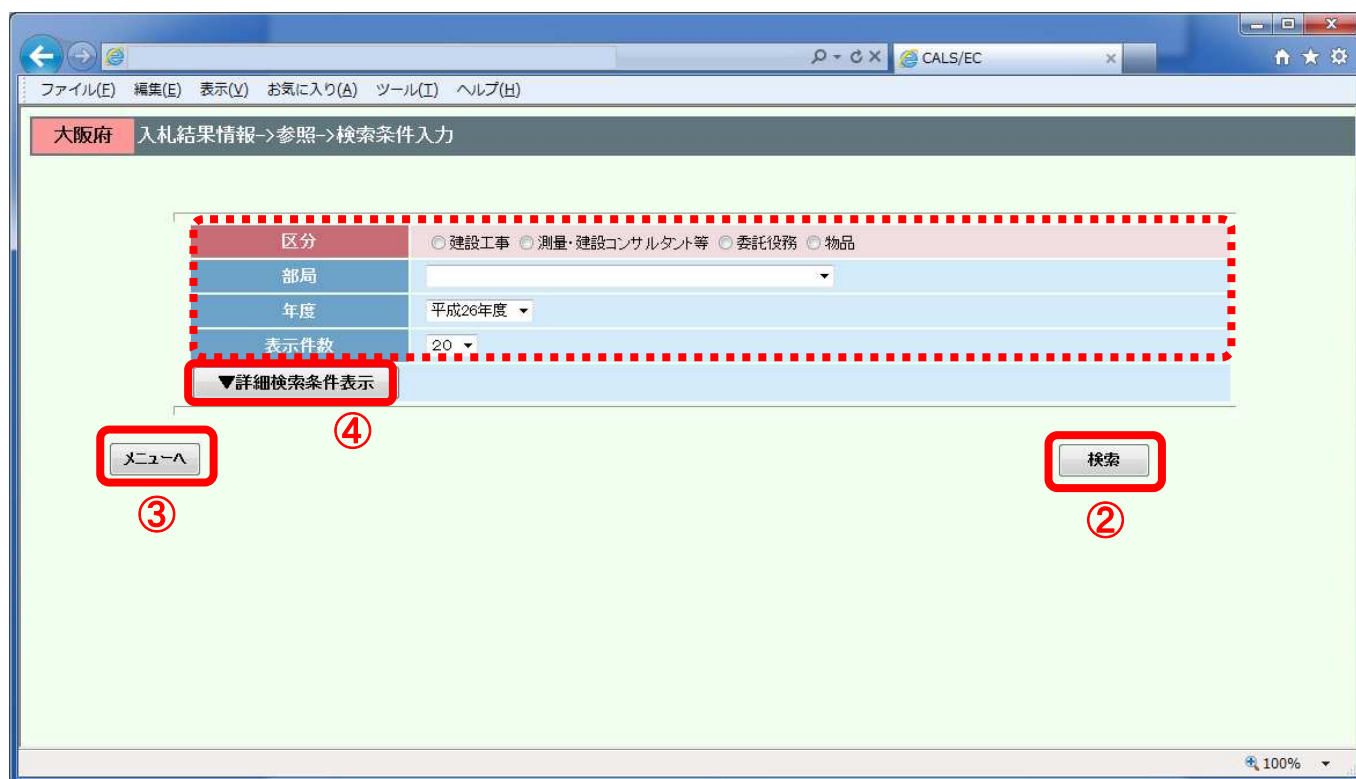 CALS/EC
ファイル(F) 編集(E) 表示(V) お気に入り(A) ツール(T) ヘルプ(H)
大阪府 入札結果情報->参照->検索条件入力
区分 建設工事 測量・建設コンサルタント等 委託役務 物品
部局
年度 平成26年度
表示件数 20
▼詳細検索条件表示
④
メニューへ 検索
③ ②
100%